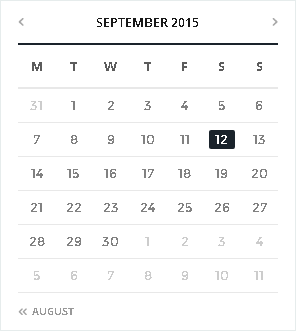 ‹ SEPTEMBER 2015 ›
M T W T F S S
31 1 2 3 4 5 6
7 8 9 10 11 12 13
14 15 16 17 18 19 20
21 22 23 24 25 26 27
28 29 30 1 2 3 4
5 6 7 8 9 10 11
« AUGUST